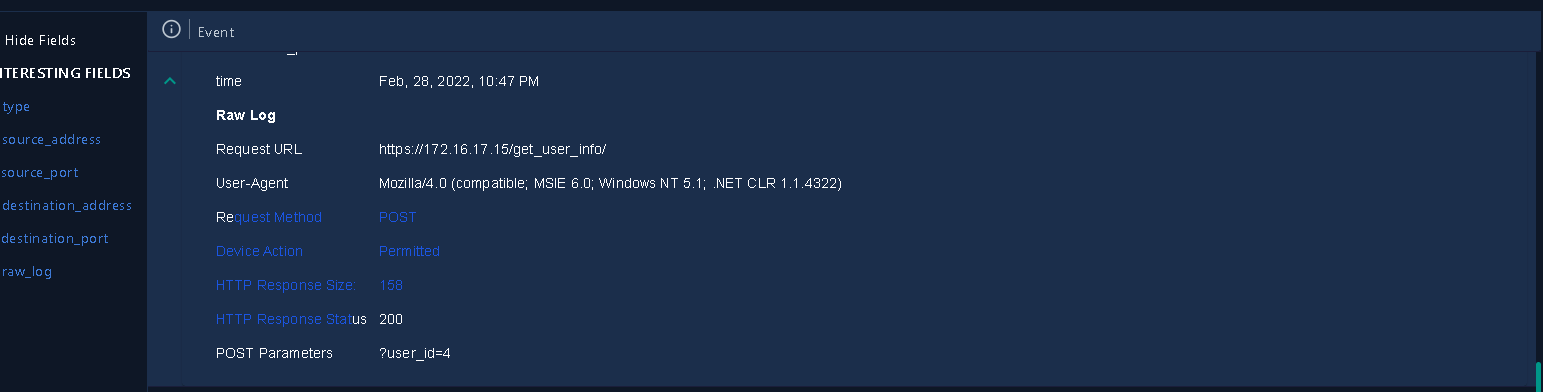 Hide Fields
NTERESTING FIELDS
type
source_address
source_port
destination_address
destination_port
raw_log
Event
time Feb, 28, 2022, 10:47 PM
Raw Log
Request URL https://172.16.17.15/get_user_info/
User-Agent Mozilla/4.0 (compatible; MSIE 6.0; Windows NT 5.1; .NET CLR 1.1.4322)
Request Method POST
Device Action Permitted
HTTP Response Size: 158
HTTP Response Status 200
POST Parameters ?user_id=4